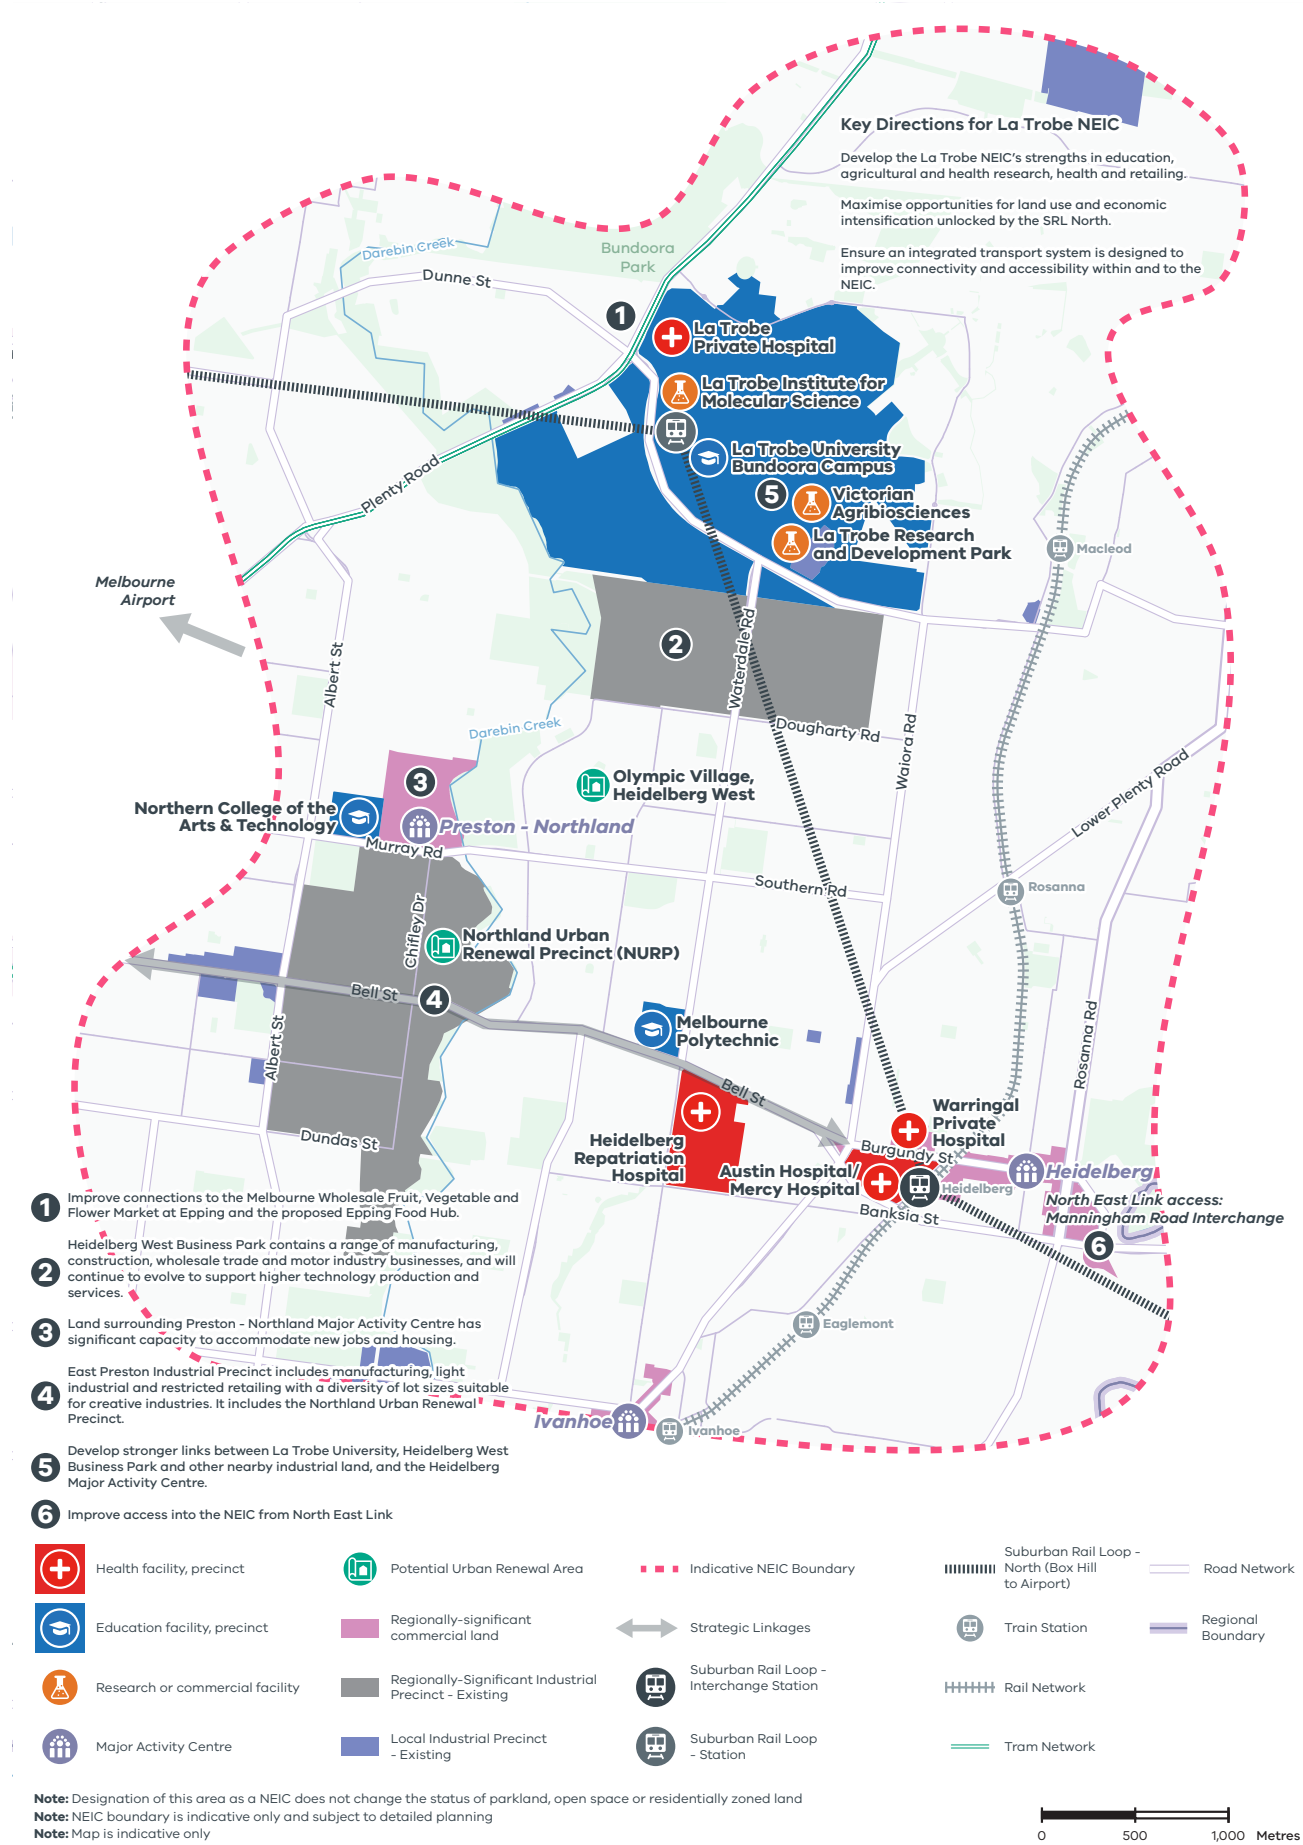 Key Directions for La Trobe NEIC
Develop the La Trobe NEIC's strengths in education,
agricultural and health research, health and retailing.
Maximise opportunities for land use and economic
intensification unlocked by the SRL North.
Ensure an integrated transport system is designed to
improve connectivity and accessibility within and to the
NEIC.
Darebin Creek
Bundoora
Park
Dunne St
1
La Trobe
Private Hospital
La Trobe Institute for
Molecular Science
La Trobe University
Bundoora Campus
Plenty Road
5
Victorian
Agribiosciences
La Trobe Research
and Development Park
Macleod
Melbourne
Airport
2
Waterdale Rd
Albert St
Darebin Creek
Dougharty Rd
Waiora Rd
3
Olympic Village,
Heidelberg West
Lower Plenty Road
Northern College of the
Arts & Technology
Preston - Northland
Murray Rd
Southern Rd
Rosanna
Chifley Dr
Northland Urban
Renewal Precinct (NURP)
Bell St
4
Melbourne
Polytechnic
Albert St
Rosanna Rd
Bell St
Dundas St
Heidelberg
Repatriation
Hospital
Warringal
Private
Hospital
Burgundy St
Austin Hospital/
Mercy Hospital
Heidelberg
Heidelberg
Banksia St
North East Link access:
Manningham Road Interchange
6
Eaglemont
Ivanhoe
Ivanhoe
1
Improve connections to the Melbourne Wholesale Fruit, Vegetable and
Flower Market at Epping and the proposed Epping Food Hub.
2
Heidelberg West Business Park contains a range of manufacturing,
construction, wholesale trade and motor industry businesses, and will
continue to evolve to support higher technology production and
services.
3
Land surrounding Preston - Northland Major Activity Centre has
significant capacity to accommodate new jobs and housing.
4
East Preston Industrial Precinct includes manufacturing, light
industrial and restricted retailing with a diversity of lot sizes suitable
for creative industries. It includes the Northland Urban Renewal
Precinct.
5
Develop stronger links between La Trobe University, Heidelberg West
Business Park and other nearby industrial land, and the Heidelberg
Major Activity Centre.
6
Improve access into the NEIC from North East Link
Health facility, precinct
Education facility, precinct
Research or commercial facility
Major Activity Centre
Potential Urban Renewal Area
Regionally-significant
commercial land
Regionally-Significant Industrial
Precinct - Existing
Local Industrial Precinct
- Existing
Indicative NEIC Boundary
Strategic Linkages
Suburban Rail Loop -
Interchange Station
Suburban Rail Loop
- Station
Suburban Rail Loop -
North (Box Hill
to Airport)
Train Station
Rail Network
Tram Network
Road Network
Regional
Boundary
Note: Designation of this area as a NEIC does not change the status of parkland, open space or residentially zoned land
Note: NEIC boundary is indicative only and subject to detailed planning
Note: Map is indicative only
0 500 1,000 Metres